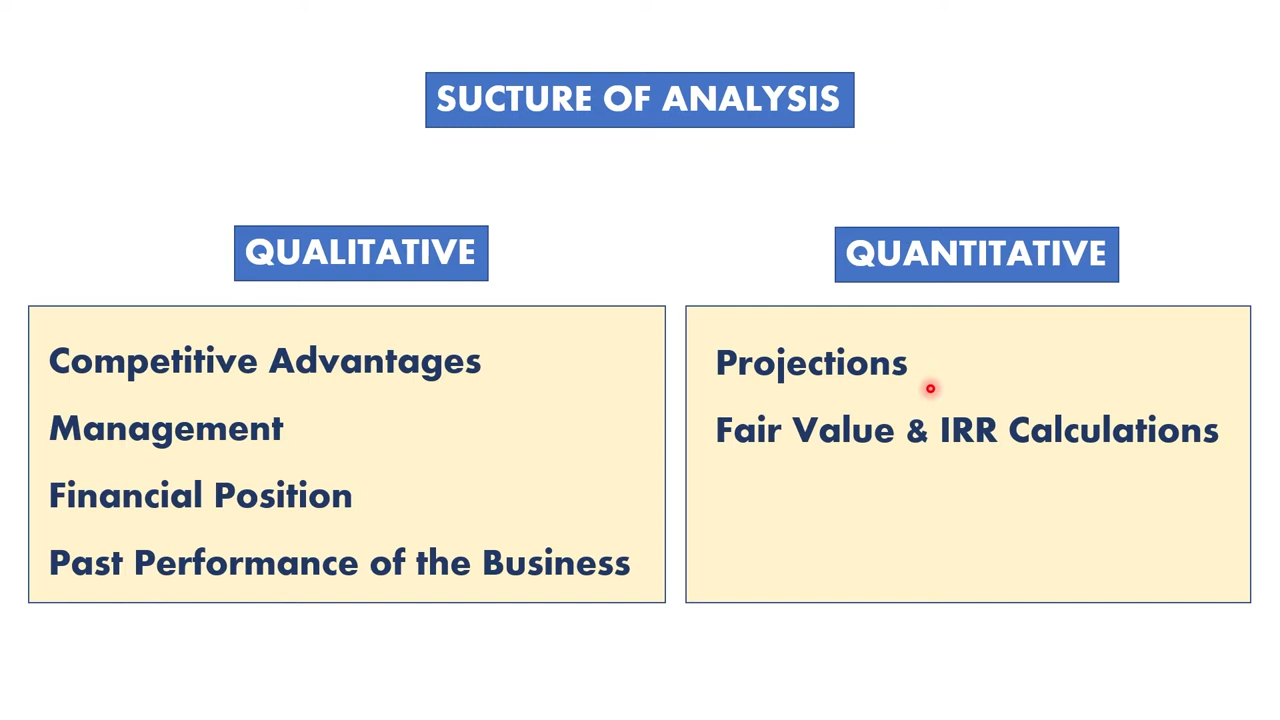 SUCTURE OF ANALYSIS
QUALITATIVE
Competitive Advantages
Management
Financial Position
Past Performance of the Business
QUANTITATIVE
Projections
Fair Value & IRR Calculations